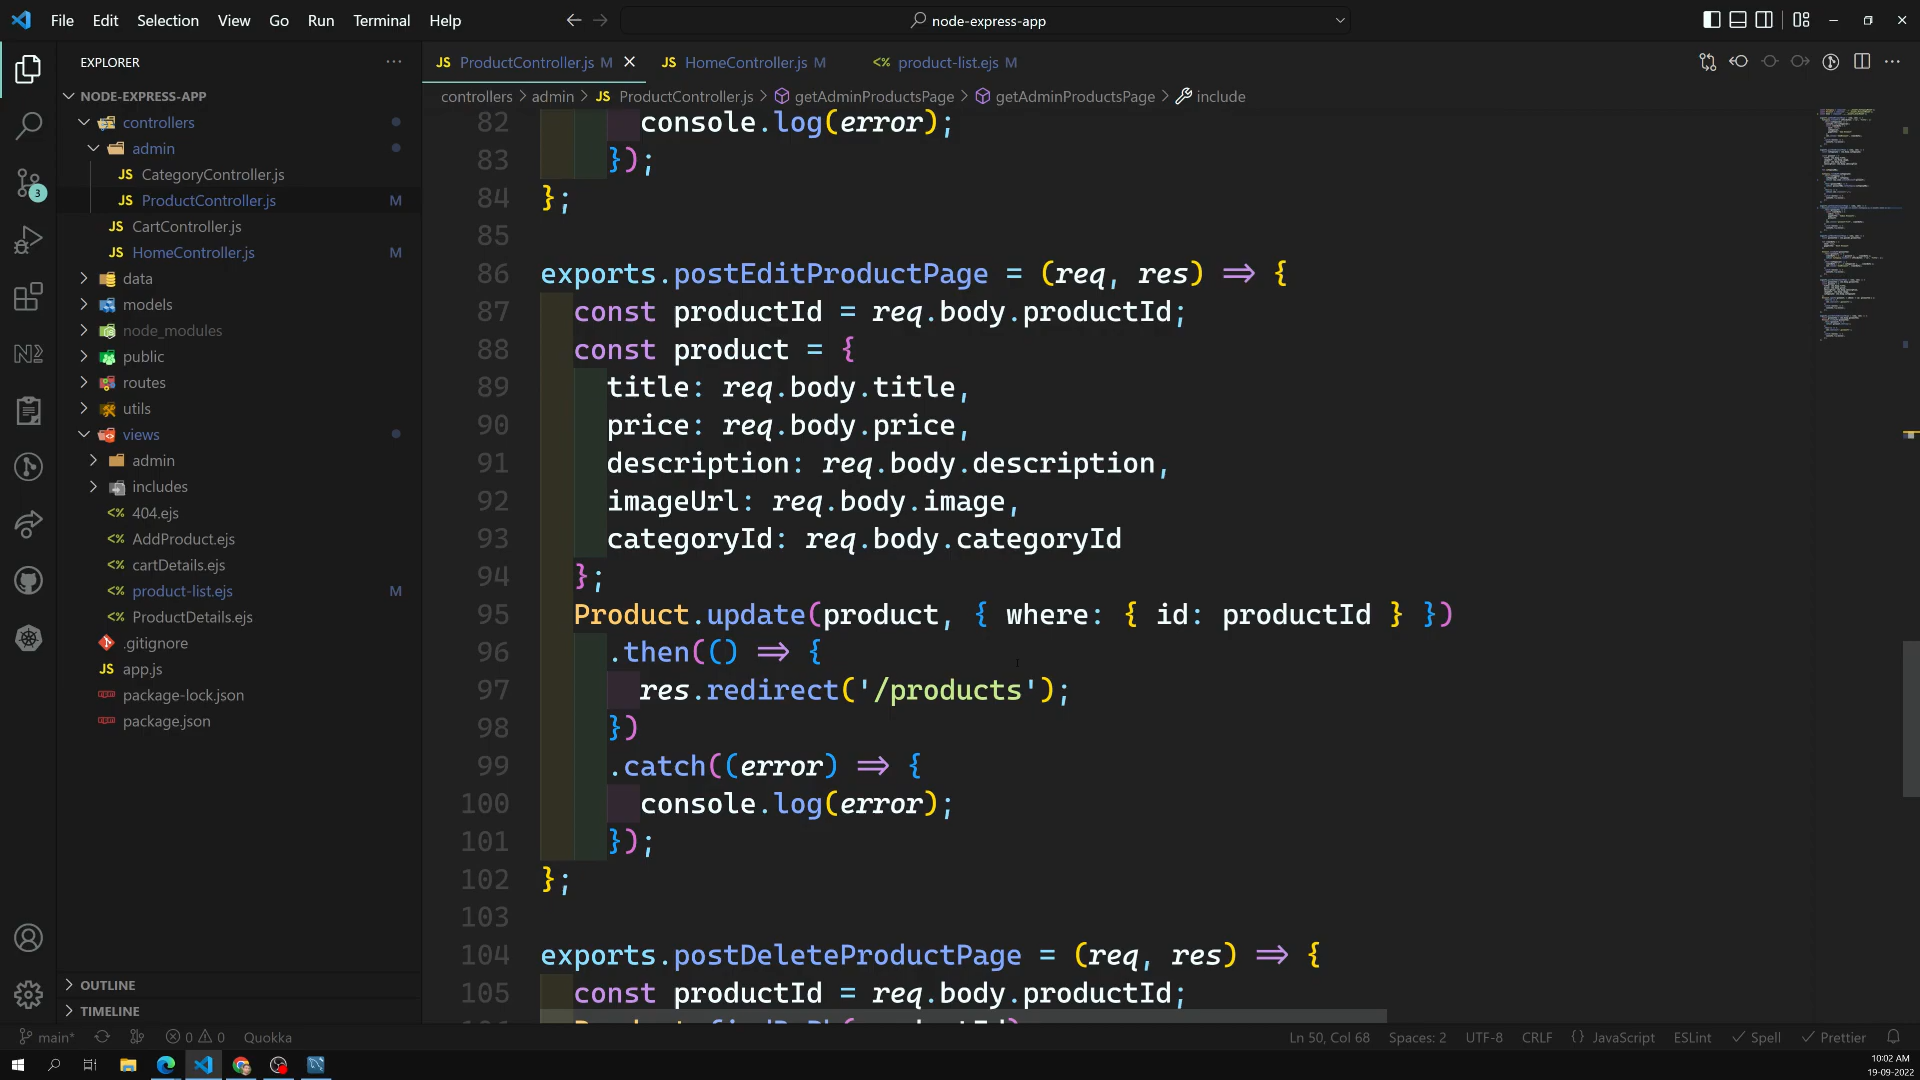 File Edit Selection View Go Run Terminal Help
node-express-app
EXPLORER
NODE-EXPRESS-APP
controllers
admin
JS CategoryController.js
JS ProductController.js M
JS CartController.js
JS HomeController.js M
data
models
node_modules
public
routes
utils
views
admin
includes
<% 404.ejs
<% AddProduct.ejs
<% cartDetails.ejs
<% product-list.ejs M
<% ProductDetails.ejs
.gitignore
JS app.js
package-lock.json
package.json
OUTLINE
TIMELINE
3
JS ProductController.js M
JS HomeController.js M
<% product-list.ejs M
controllers > admin > JS ProductController.js > getAdminProductsPage > getAdminProductsPage > include
82 console.log(error);
83 });
84 };
85
86 exports.postEditProductPage = (req, res) => {
87 const productId = req.body.productId;
88 const product = {
89 title: req.body.title,
90 price: req.body.price,
91 description: req.body.description,
92 imageUrl: req.body.image,
93 categoryId: req.body.categoryId
94 };
95 Product.update(product, { where: { id: productId } })
96 .then(() => {
97 res.redirect('/products');
98 })
99 .catch((error) => {
100 console.log(error);
101 });
102 };
103
104 exports.postDeleteProductPage = (req, res) => {
105 const productId = req.body.productId;
main* 0 0 Quokka
Ln 50, Col 68 Spaces: 2 UTF-8 CRLF {} JavaScript ESLint Spell Prettier
10:02 AM
19-09-2022